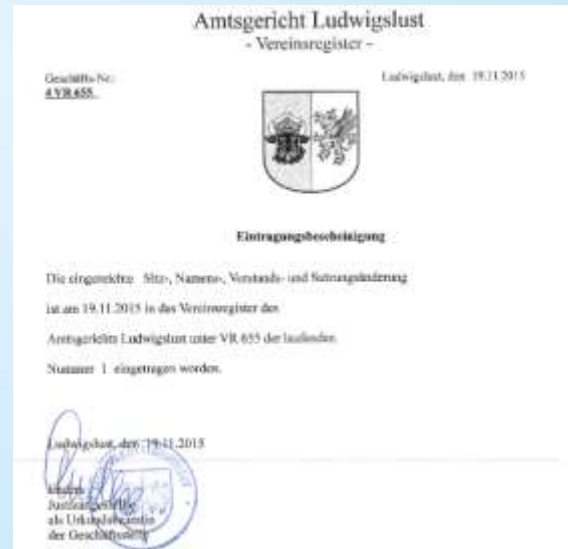 Amtsgericht Ludwigslust
- Vereinsregister -
Geschäfts-Nr.:
4 VR 655
Ludwigslust, den 19.11.2015
Eintragungsbescheinigung
Die eingereichte Sitz-, Namens-, Vorstands- und Satzungsänderung
ist am 19.11.2015 in das Vereinsregister des
Amtsgerichts Ludwigslust unter VR 655 der laufenden
Nummer 1 eingetragen worden.
Ludwigslust, den 19.11.2015
Justizangestellte
als Urkundsbeamtin
der Geschäftsstelle